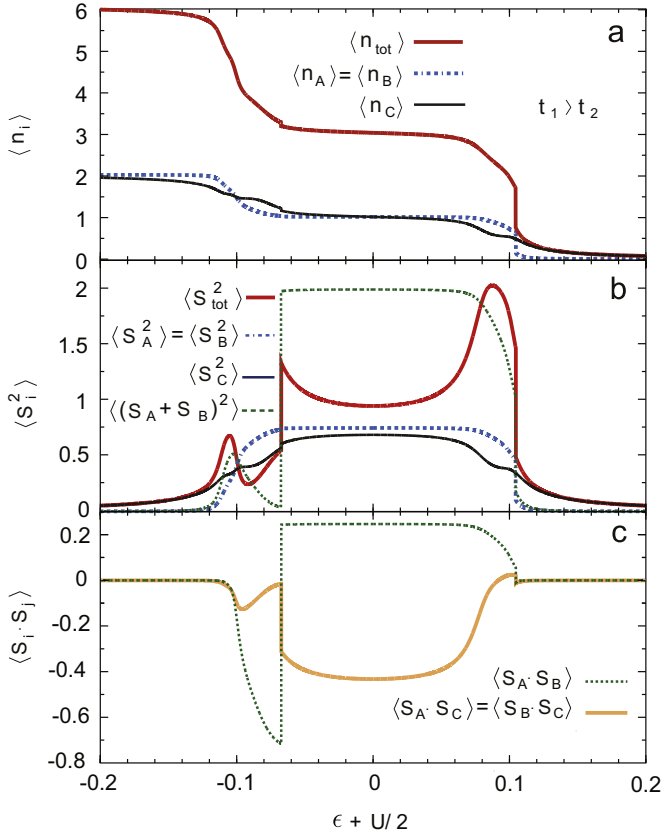 6
5
4
3
2
1
0
⟨n_i⟩
a
⟨n_tot⟩
⟨n_A⟩=⟨n_B⟩
⟨n_C⟩
t_1 ⟩ t_2
2
1.5
1
0.5
0
⟨S_i^2⟩
b
⟨S_tot^2⟩
⟨S_A^2⟩=⟨S_B^2⟩
⟨S_C^2⟩
⟨(S_A + S_B)^2⟩
0.2
0
-0.2
-0.4
-0.6
-0.8
⟨S_i · S_j⟩
c
⟨S_A · S_B⟩
⟨S_A · S_C⟩=⟨S_B · S_C⟩
-0.2 -0.1 0 0.1 0.2
ϵ + U/2